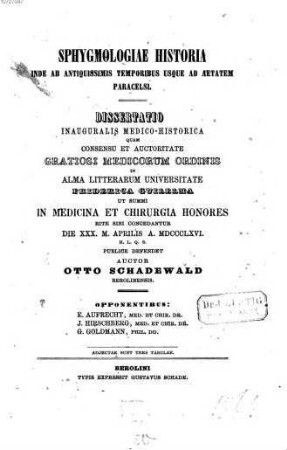 SPHYGMOLOGIAE HISTORIA
INDE AB ANTIQUISSIMIS TEMPORIBUS USQUE AD AETATEM
PARACELSI.
DISSERTATIO
INAUGURALIS MEDICO-HISTORICA
QUAM
CONSENSU ET AUCTORITATE
GRATIOSI MEDICORUM ORDINIS
IN
ALMA LITTERARUM UNIVERSITATE
FRIDERICA GUILELMA
UT SUMMI
IN MEDICINA ET CHIRURGIA HONORES
RITE SIBI CONCEDANTUR
DIE XXX. M. APRILIS A. MDCCCLXVI.
H. L. Q. S.
PUBLICE DEFENDET
AUCTOR
OTTO SCHADEWALD
BEROLINENSIS.
OPPONENTIBUS:
E. AUFRECHT, MED. ET CHIR. DR.
J. HIRSCHBERG, MED. ET CHIR. DR.
G. GOLDMANN, PHIL. DD.
ADJECTAE SUNT TRES TABULAE.
BEROLINI
TYPIS EXPRESSIT GUSTAVUS SCHADE.